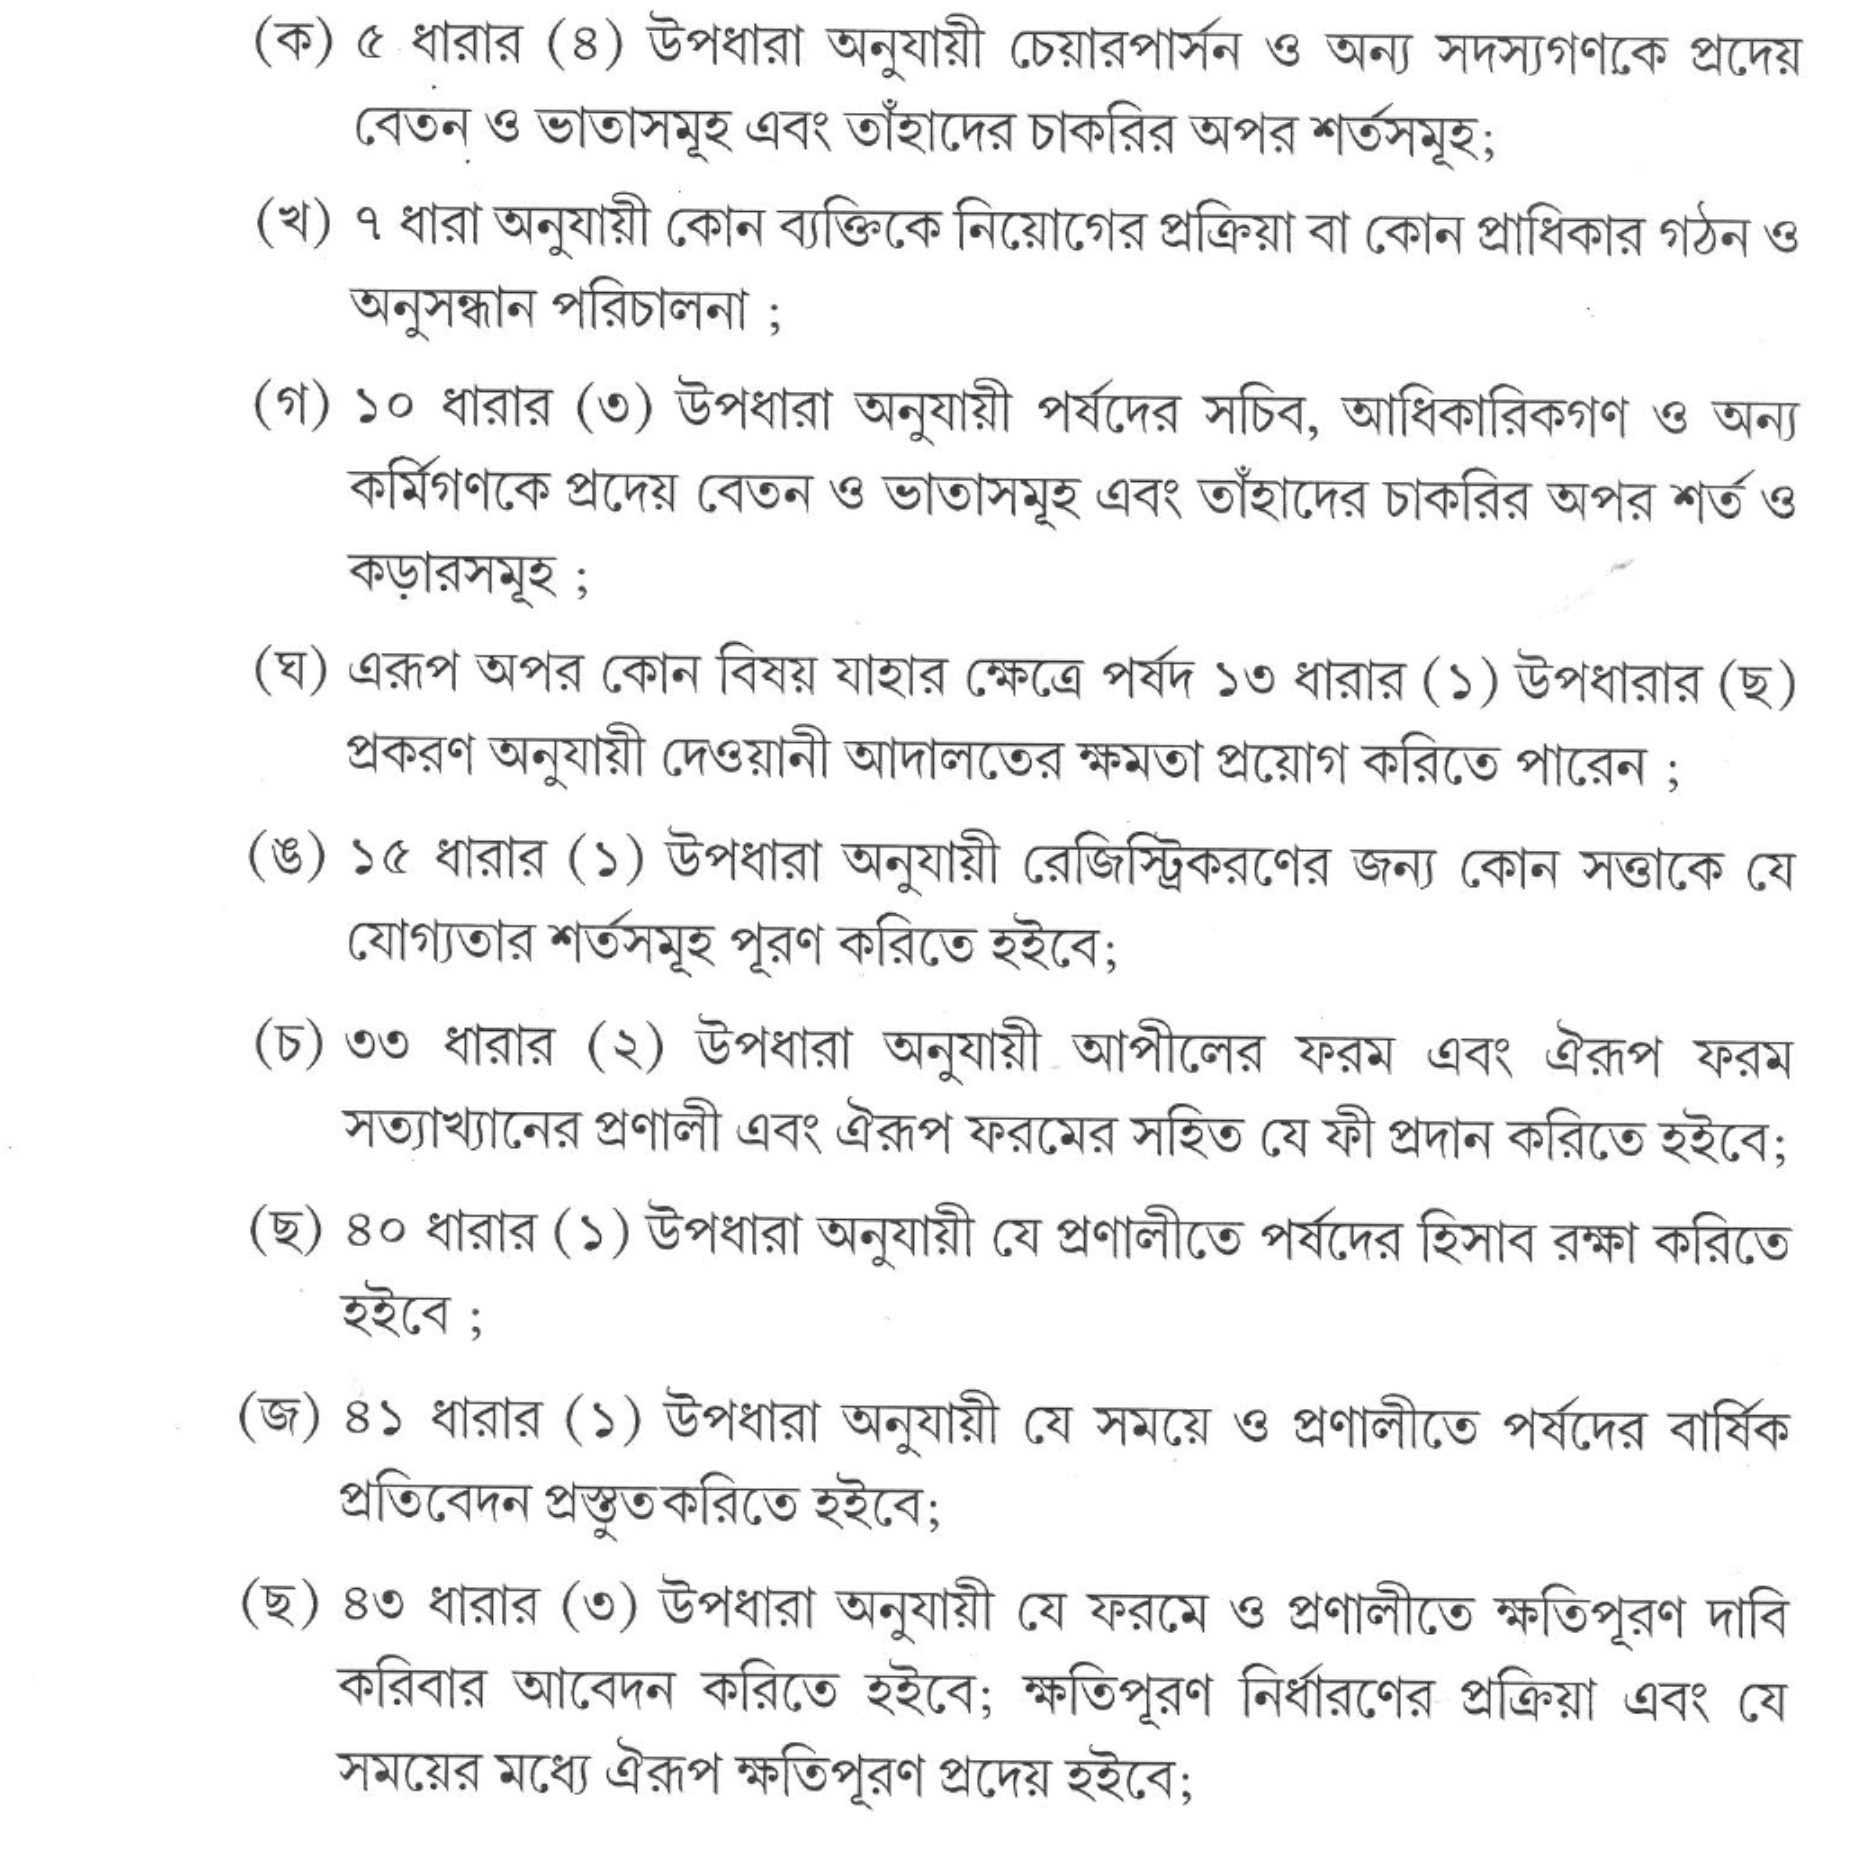 (ক) ৫ ধারার (৪) উপধারা অনুযায়ী চেয়ারপার্সন ও অন্য সদস্যগণকে প্রদেয়
বেতন ও ভাতাসমূহ এবং তাঁহাদের চাকরির অপর শর্তসমূহ;
(খ) ৭ ধারা অনুযায়ী কোন ব্যক্তিকে নিয়োগের প্রক্রিয়া বা কোন প্রাধিকার গঠন ও
অনুসন্ধান পরিচালনা ;
(গ) ১০ ধারার (৩) উপধারা অনুযায়ী পর্ষদের সচিব, আধিকারিকগণ ও অন্য
কর্মিগণকে প্রদেয় বেতন ও ভাতাসমূহ এবং তাঁহাদের চাকরির অপর শর্ত ও
কড়ারসমূহ ;
(ঘ) এরূপ অপর কোন বিষয় যাহার ক্ষেত্রে পর্ষদ ১৩ ধারার (১) উপধারার (ছ)
প্রকরণ অনুযায়ী দেওয়ানী আদালতের ক্ষমতা প্রয়োগ করিতে পারেন ;
(ঙ) ১৫ ধারার (১) উপধারা অনুযায়ী রেজিস্ট্রিকরণের জন্য কোন সত্তাকে যে
যোগ্যতার শর্তসমূহ পূরণ করিতে হইবে;
(চ) ৩৩ ধারার (২) উপধারা অনুযায়ী আপীলের ফরম এবং ঐরূপ ফরম
সত্যাখ্যানের প্রণালী এবং ঐরূপ ফরমের সহিত যে ফী প্রদান করিতে হইবে;
(ছ) ৪০ ধারার (১) উপধারা অনুযায়ী যে প্রণালীতে পর্ষদের হিসাব রক্ষা করিতে
হইবে ;
(জ) ৪১ ধারার (১) উপধারা অনুযায়ী যে সময়ে ও প্রণালীতে পর্ষদের বার্ষিক
প্রতিবেদন প্রস্তুত করিতে হইবে;
(ছ) ৪৩ ধারার (৩) উপধারা অনুযায়ী যে ফরমে ও প্রণালীতে ক্ষতিপূরণ দাবি
করিবার আবেদন করিতে হইবে; ক্ষতিপূরণ নির্ধারণের প্রক্রিয়া এবং যে
সময়ের মধ্যে ঐরূপ ক্ষতিপূরণ প্রদেয় হইবে;